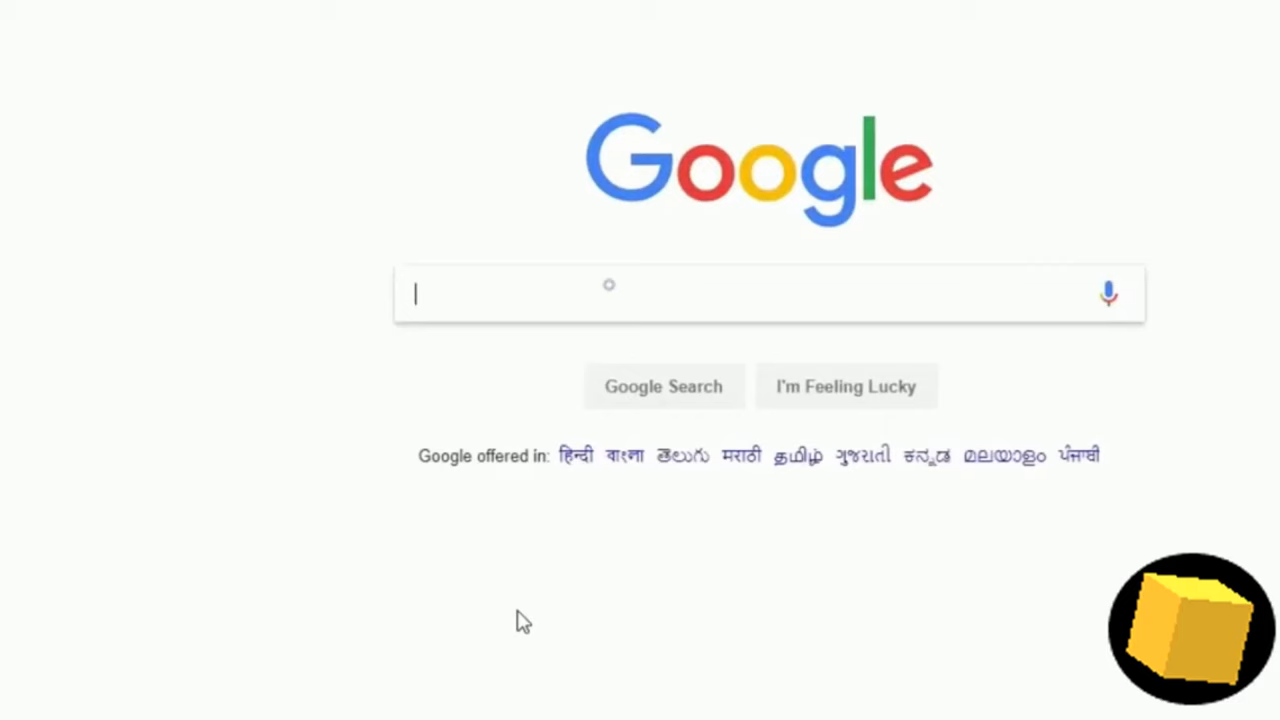 Google
Google Search I'm Feeling Lucky
Google offered in: हिन्दी বাংলা తెలుగు मराठी தமிழ் ગુજરાતી ಕನ್ನಡ മലയാളം ਪੰਜਾਬੀ